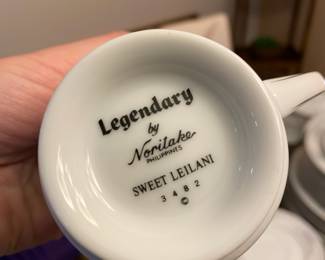 Legendary
by
Noritake
PHILIPPINES
SWEET LEILANI
3482
©